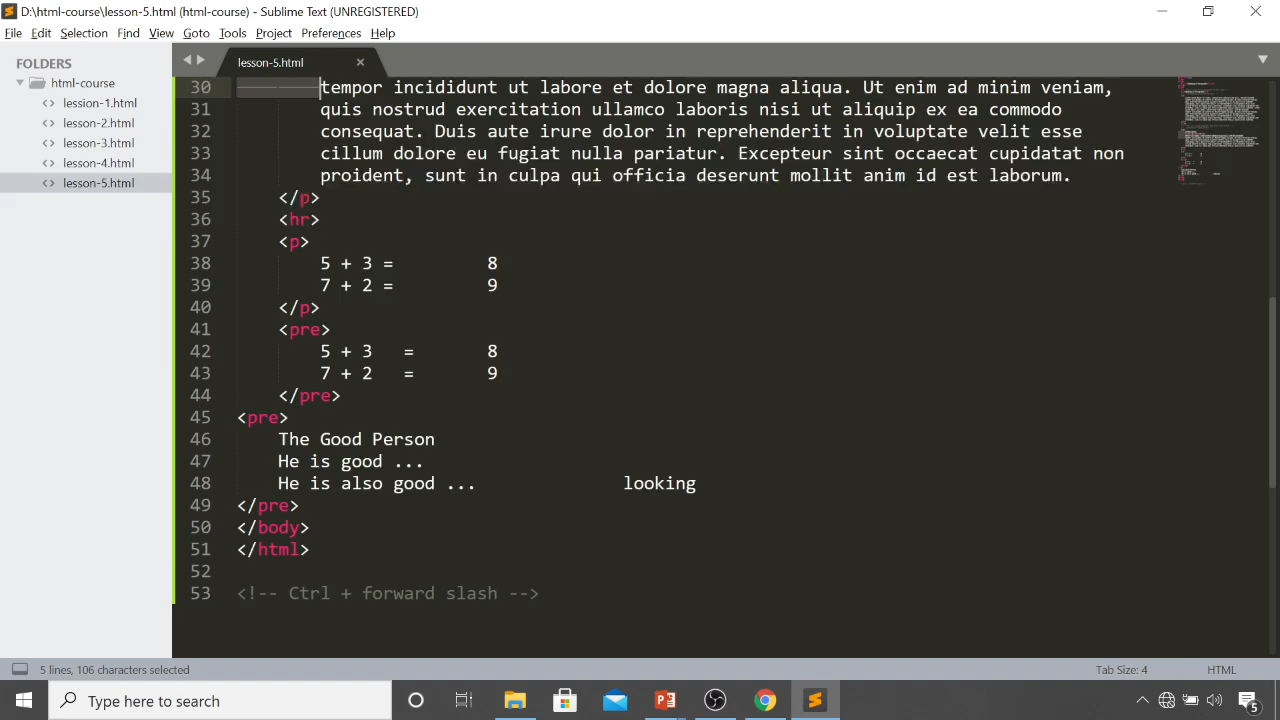 D:\html-course\lesson-5.html (html-course) - Sublime Text (UNREGISTERED)
File Edit Selection Find View Goto Tools Project Preferences Help
FOLDERS
html-course
lession-1.html
lesson-2.html
lesson-3.html
lesson-4.html
lesson-5.html
lesson-5.html
30 tempor incididunt ut labore et dolore magna aliqua. Ut enim ad minim veniam,
31 quis nostrud exercitation ullamco laboris nisi ut aliquip ex ea commodo
32 consequat. Duis aute irure dolor in reprehenderit in voluptate velit esse
33 cillum dolore eu fugiat nulla pariatur. Excepteur sint occaecat cupidatat non
34 proident, sunt in culpa qui officia deserunt mollit anim id est laborum.
35 </p>
36 <hr>
37 <p>
38 5 + 3 = 8
39 7 + 2 = 9
40 </p>
41 <pre>
42 5 + 3 = 8
43 7 + 2 = 9
44 </pre>
45 <pre>
46 The Good Person
47 He is good ...
48 He is also good ... looking
49 </pre>
50 </body>
51 </html>
52
53 <!-- Ctrl + forward slash -->
5 lines, 106 characters selected Tab Size: 4 HTML
Type here to search
5